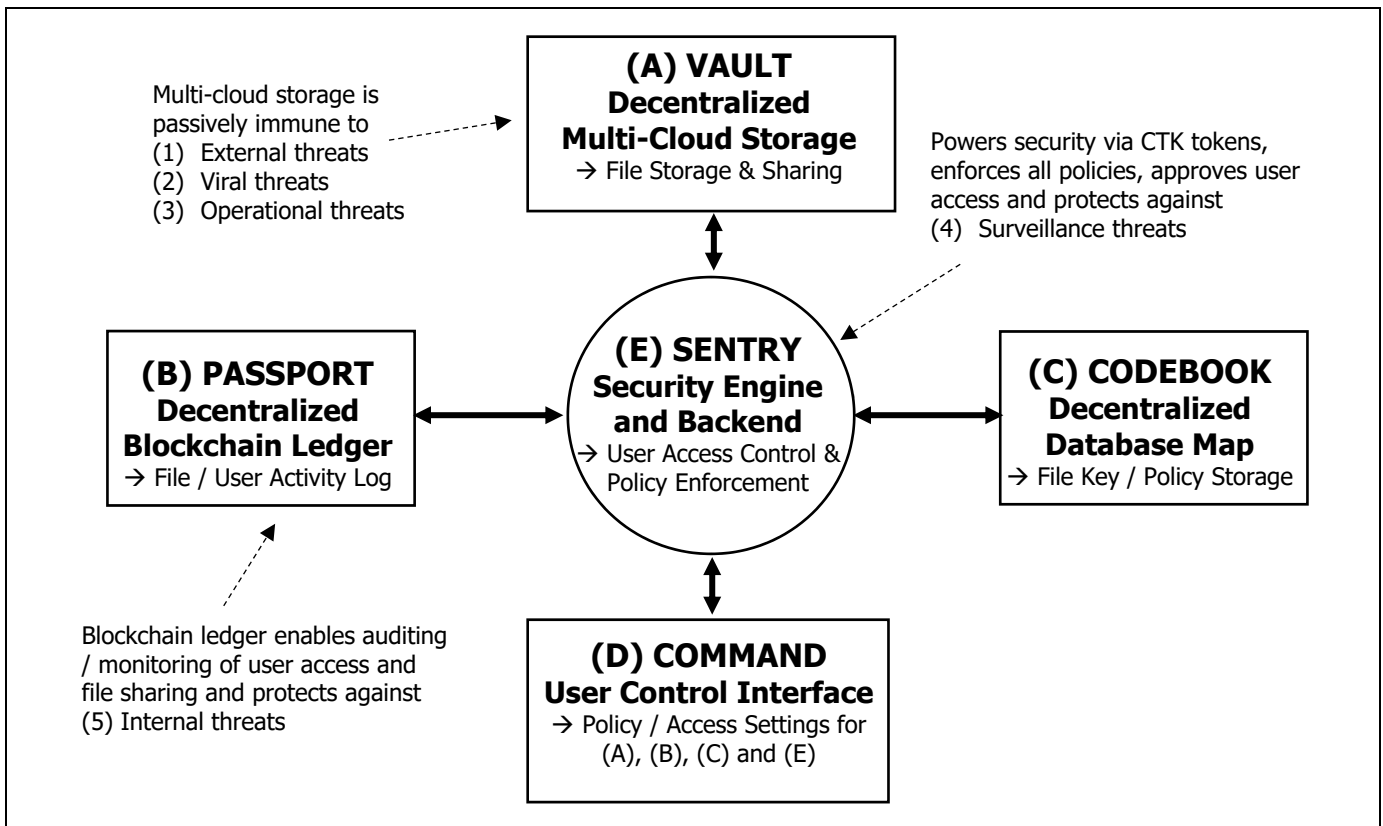 (A) VAULT
Decentralized
Multi-Cloud Storage
→ File Storage & Sharing
Multi-cloud storage is
passively immune to
(1) External threats
(2) Viral threats
(3) Operational threats
Powers security via CTK tokens,
enforces all policies, approves user
access and protects against
(4) Surveillance threats
(B) PASSPORT
Decentralized
Blockchain Ledger
→ File / User Activity Log
(E) SENTRY
Security Engine
and Backend
→ User Access Control &
Policy Enforcement
(C) CODEBOOK
Decentralized
Database Map
→ File Key / Policy Storage
Blockchain ledger enables auditing
/ monitoring of user access and
file sharing and protects against
(5) Internal threats
(D) COMMAND
User Control Interface
→ Policy / Access Settings for
(A), (B), (C) and (E)